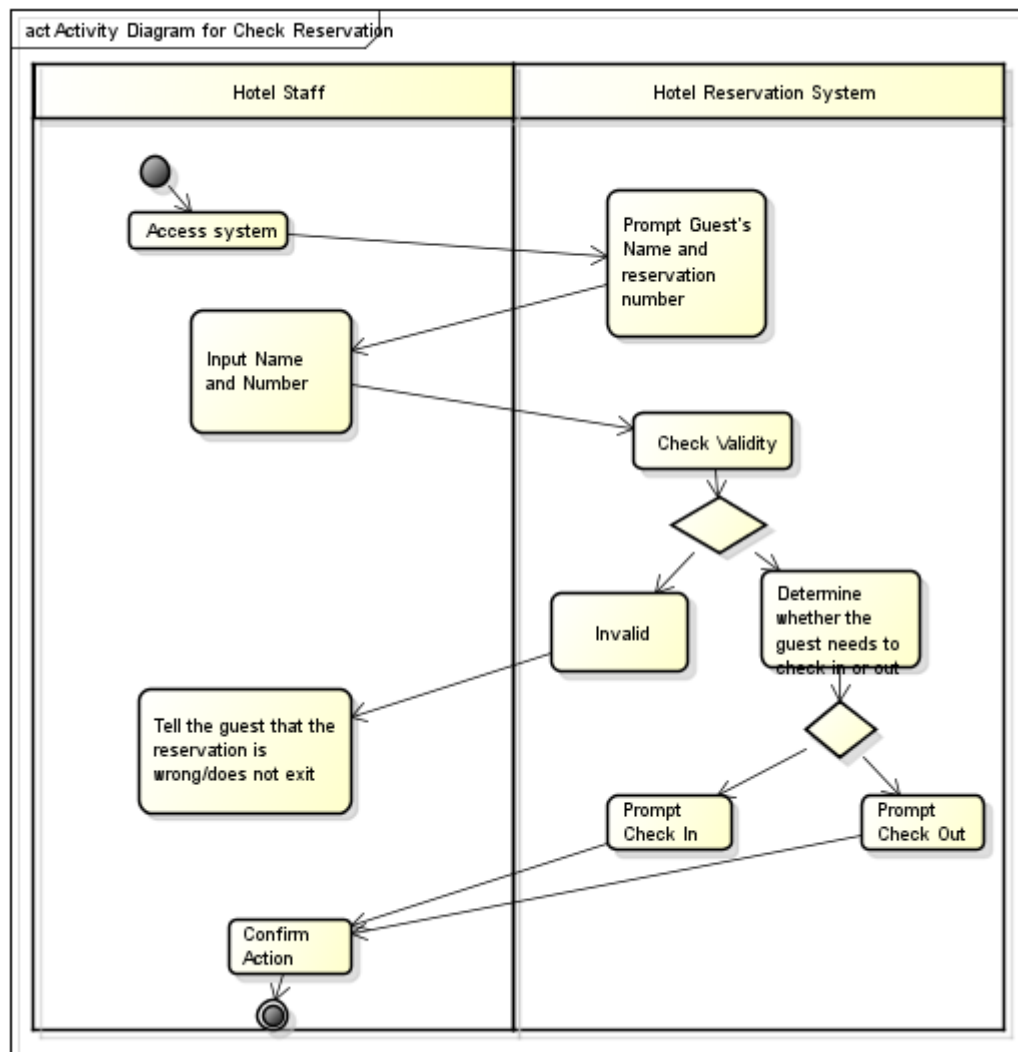 act Activity Diagram for Check Reservation
Hotel Staff
Hotel Reservation System
Access system
Prompt Guest's
Name and
reservation
number
Input Name
and Number
Check Validity
Invalid
Determine
whether the
guest needs to
check in or out
Tell the guest that the
reservation is
wrong/does not exit
Prompt
Check In
Prompt
Check Out
Confirm
Action